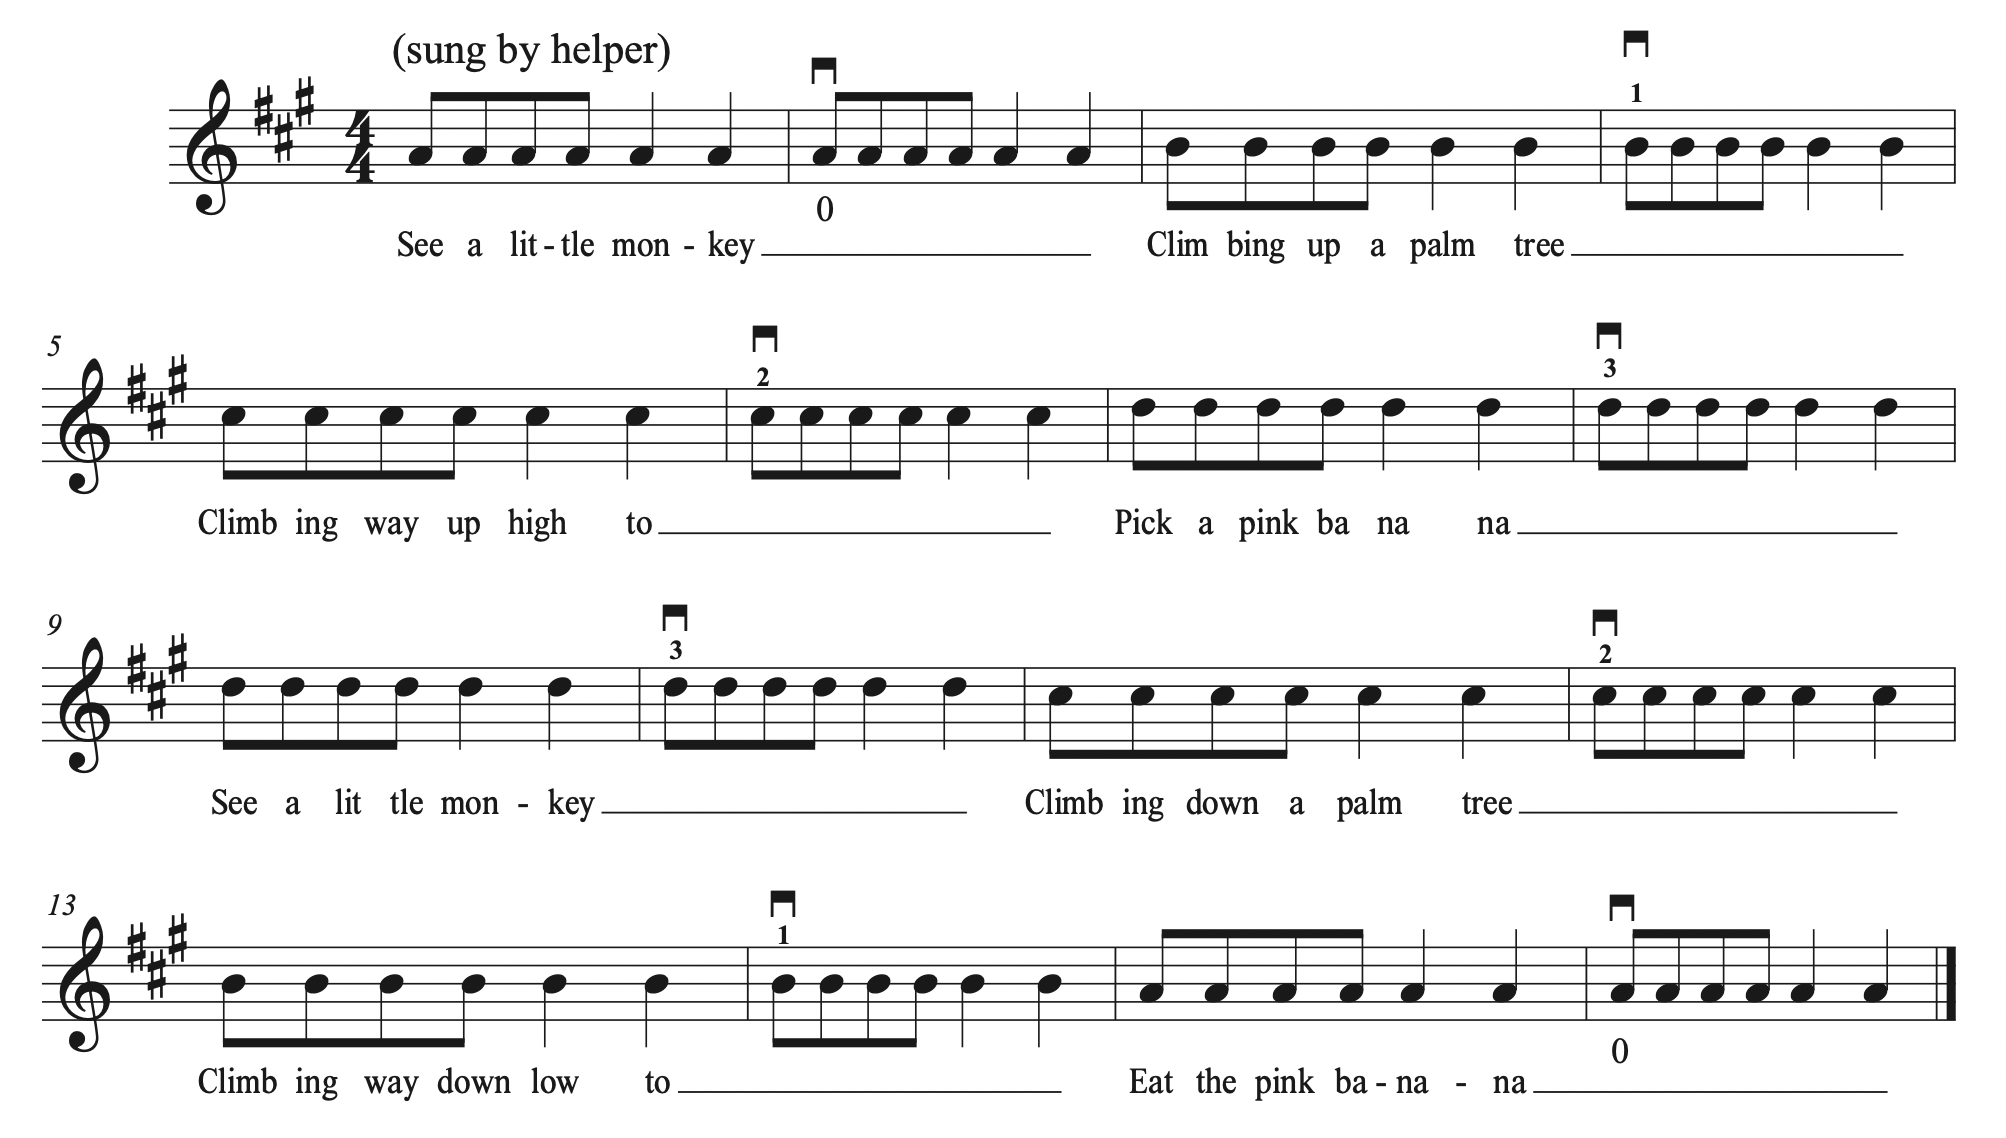 (sung by helper)
1
4
4
0
See a lit - tle mon - key Clim bing up a palm tree
5
2
3
Climb ing way up high to Pick a pink ba na na
9
3
2
See a lit tle mon - key Climb ing down a palm tree
13
1
0
Climb ing way down low to Eat the pink ba - na - na